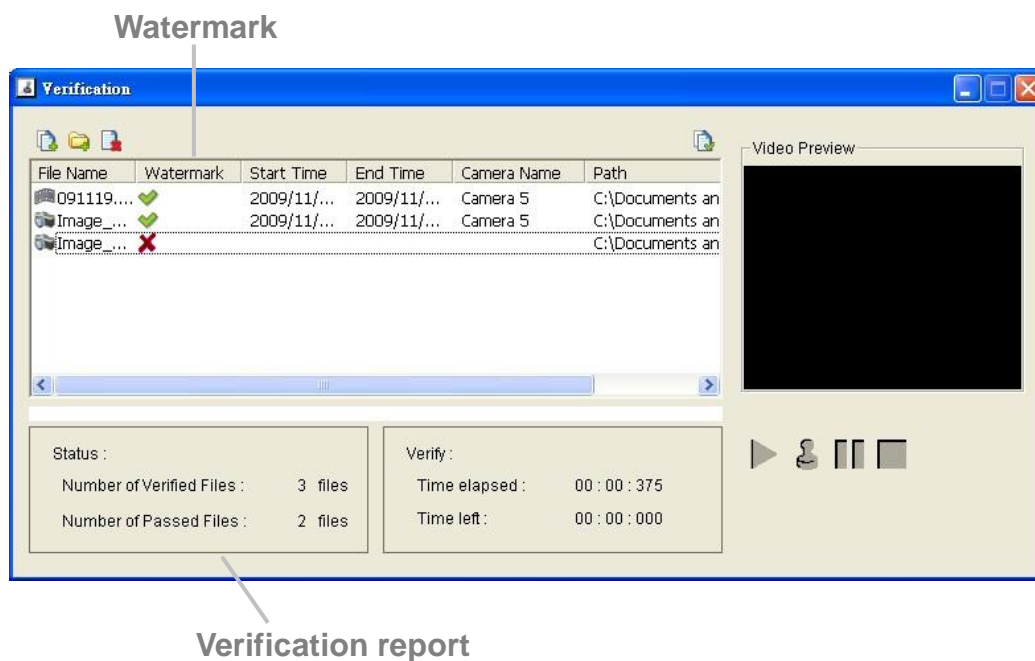 Watermark
Verification
Video Preview
File Name Watermark Start Time End Time Camera Name Path
091119.... 2009/11/... 2009/11/... Camera 5 C:\Documents an
Image_... 2009/11/... 2009/11/... Camera 5 C:\Documents an
Image_... C:\Documents an
Status :
Number of Verified Files : 3 files
Number of Passed Files : 2 files
Verify :
Time elapsed : 00 : 00 : 375
Time left : 00 : 00 : 000
Verification report